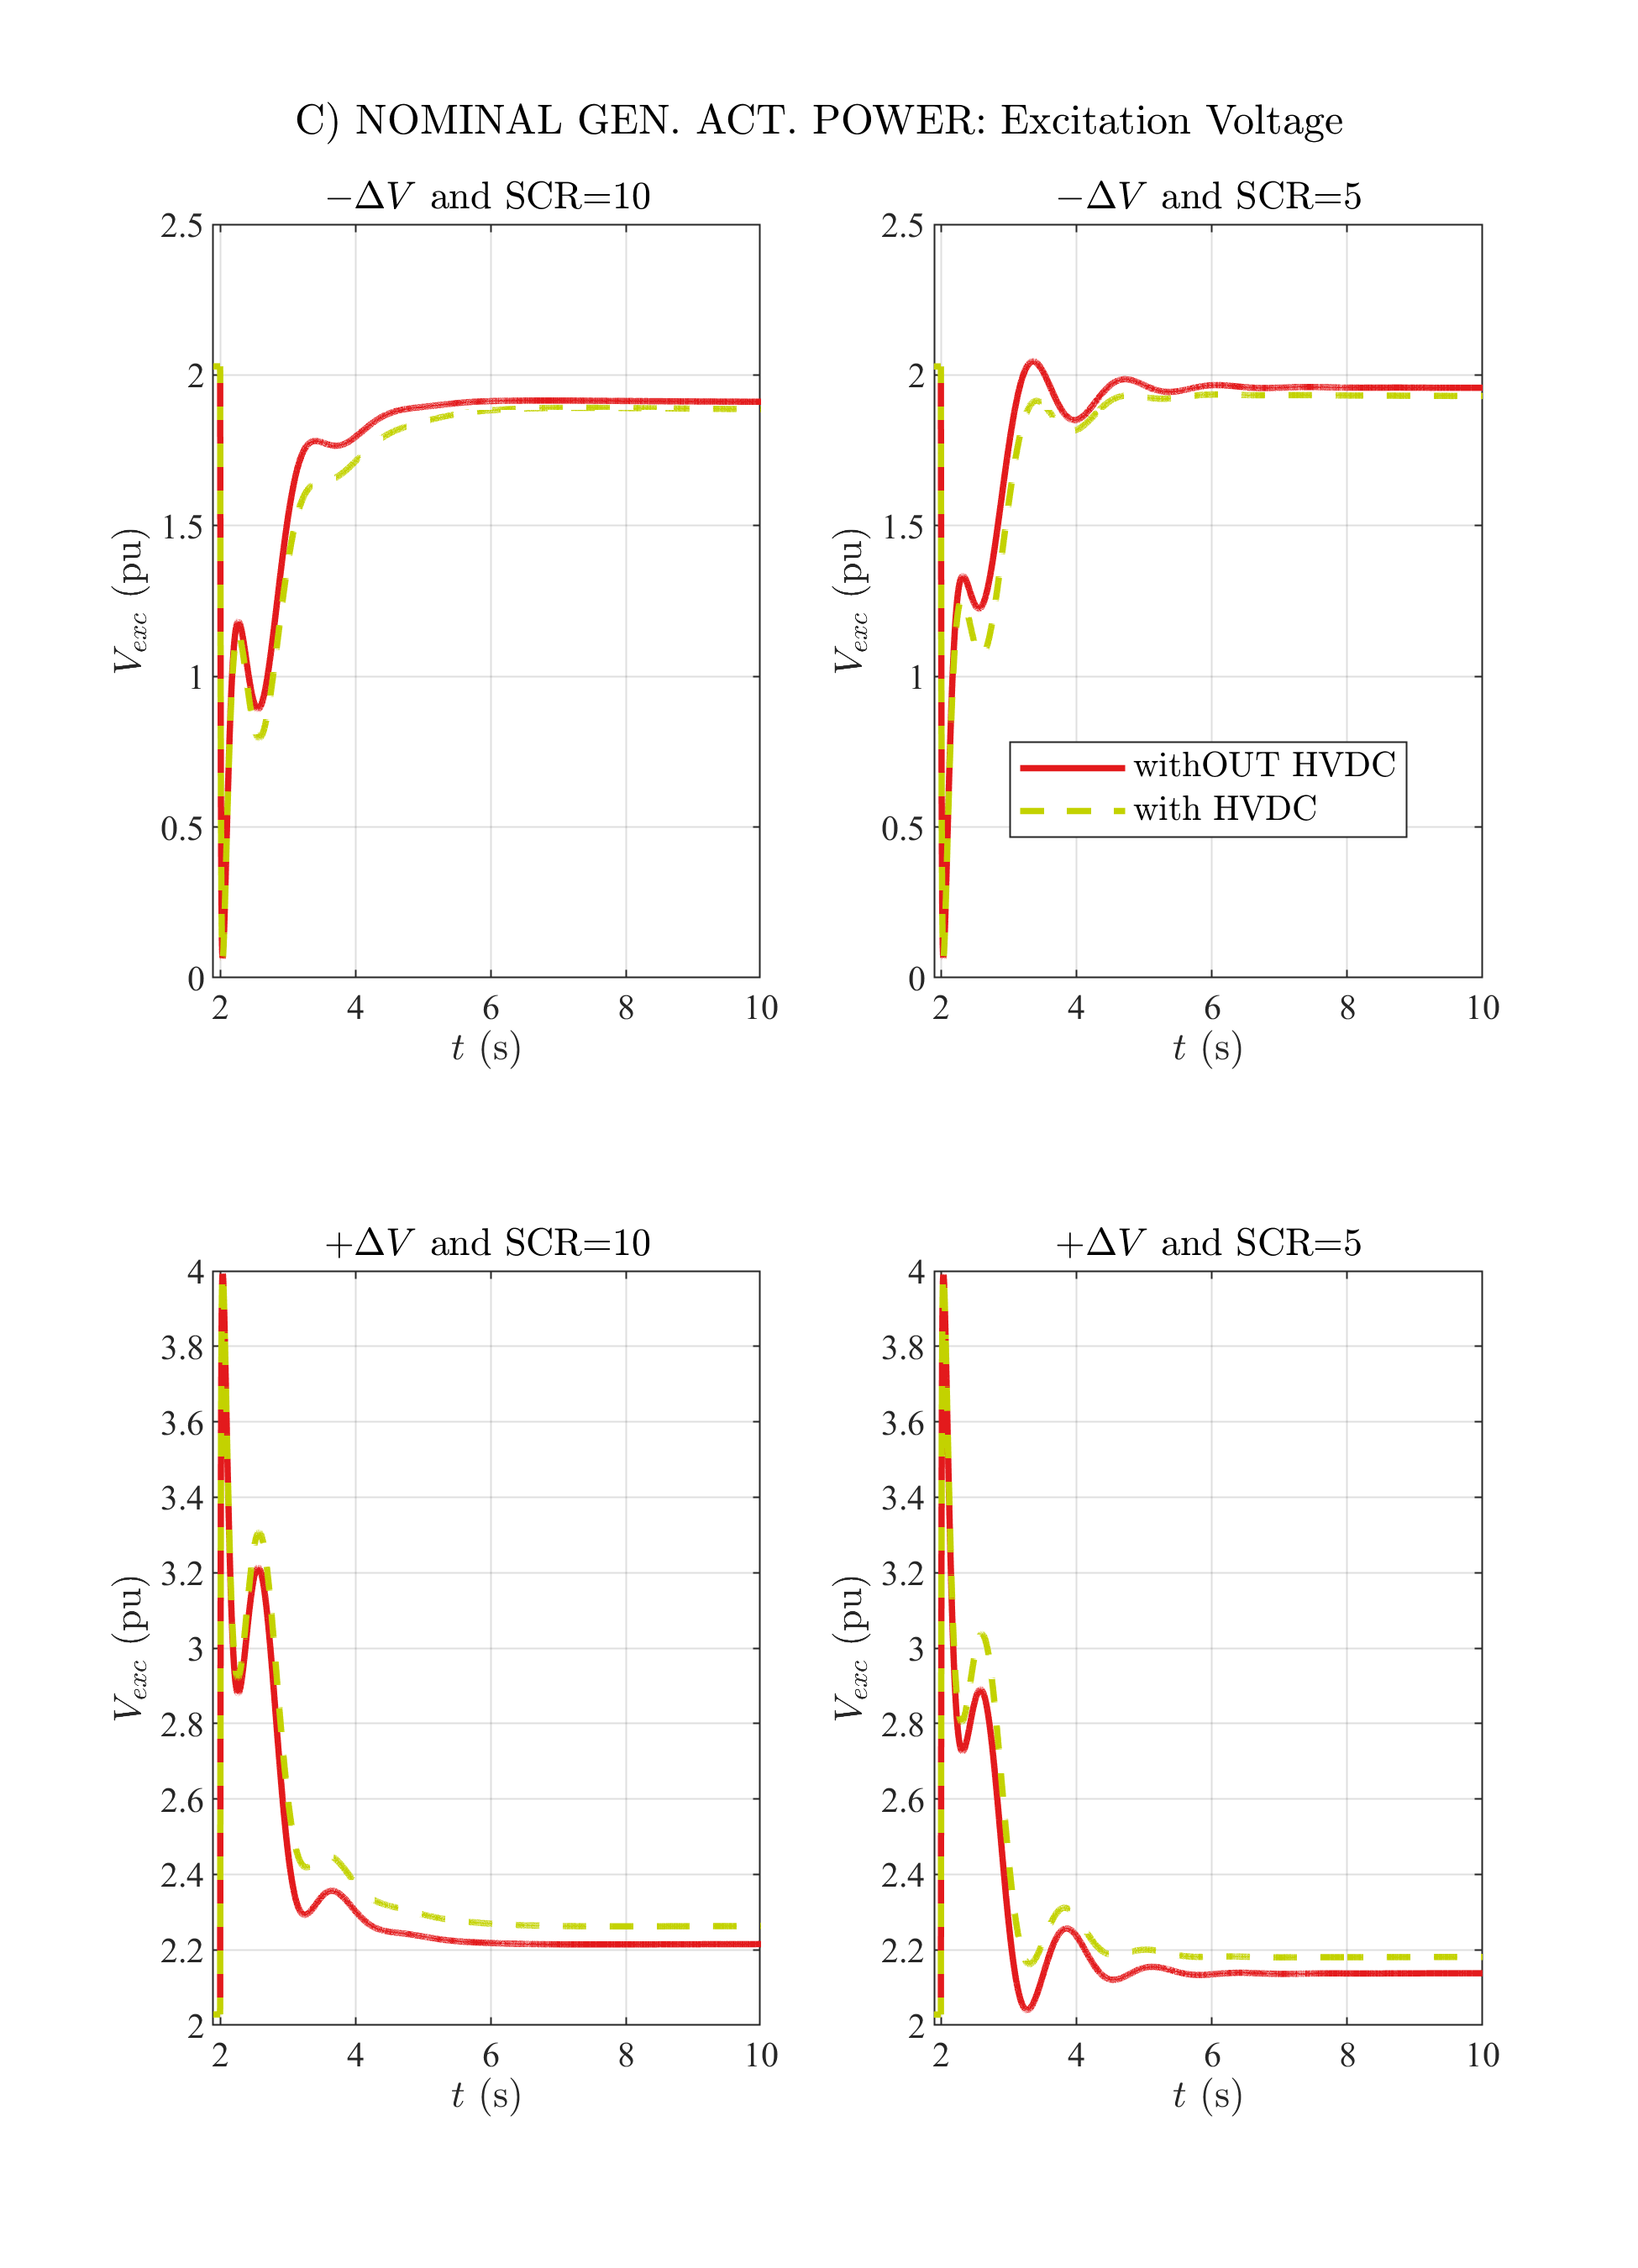 C) NOMINAL GEN. ACT. POWER: Excitation Voltage
−ΔV and SCR=10
2.5
2
1.5
1
0.5
0
V_exc (pu)
2 4 6 8 10
t (s)
−ΔV and SCR=5
2.5
2
1.5
1
0.5
0
V_exc (pu)
withOUT HVDC
with HVDC
2 4 6 8 10
t (s)
+ΔV and SCR=10
4
3.8
3.6
3.4
3.2
3
2.8
2.6
2.4
2.2
2
V_exc (pu)
2 4 6 8 10
t (s)
+ΔV and SCR=5
4
3.8
3.6
3.4
3.2
3
2.8
2.6
2.4
2.2
2
V_exc (pu)
2 4 6 8 10
t (s)